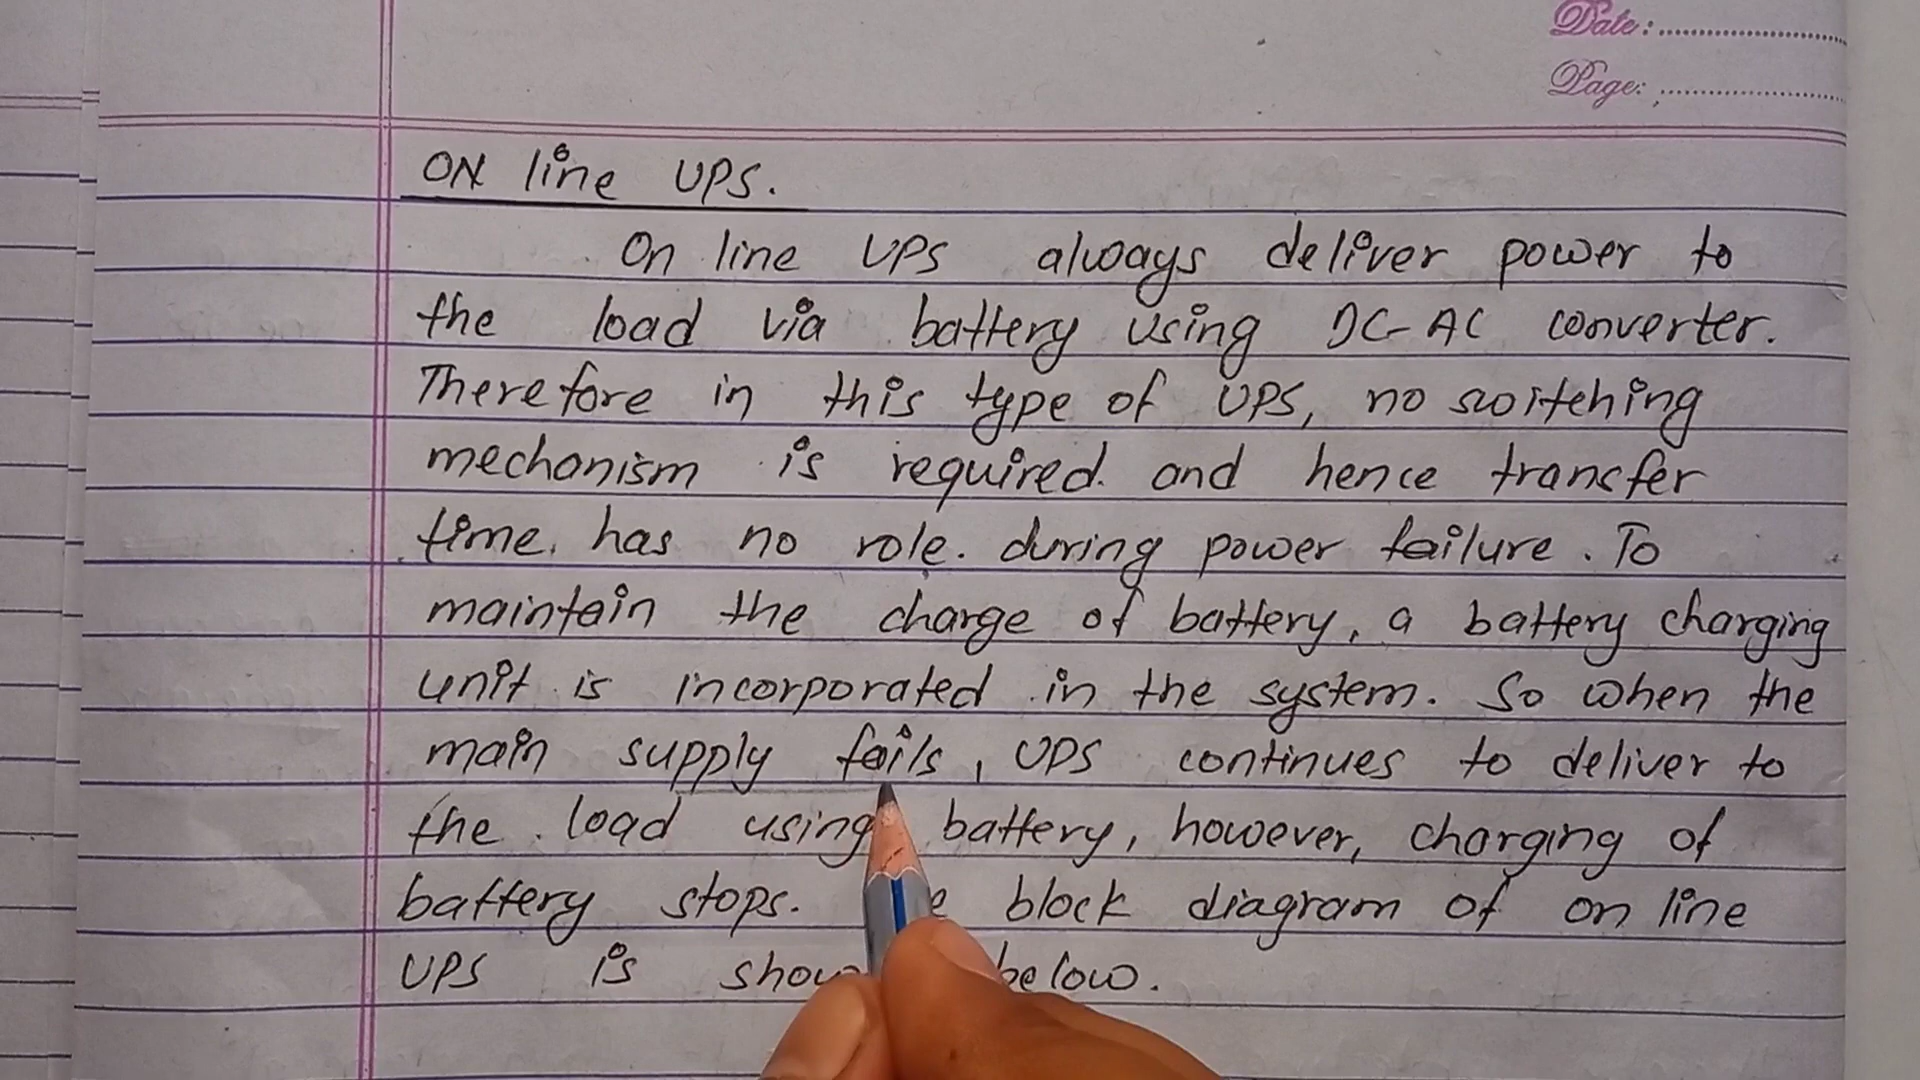 Date:
Page:
ON line UPS.
On line UPS always deliver power to
the load via battery using DC-AC converter.
Therefore in this type of UPS, no switching
mechanism is required. and hence transfer
time. has no role. during power failure. To
maintain the charge of battery, a battery charging
unit is incorporated in the system. So when the
main supply fails, UPS continues to deliver to
the load using battery, however, charging of
battery stops. block diagram of on line
UPS is below.